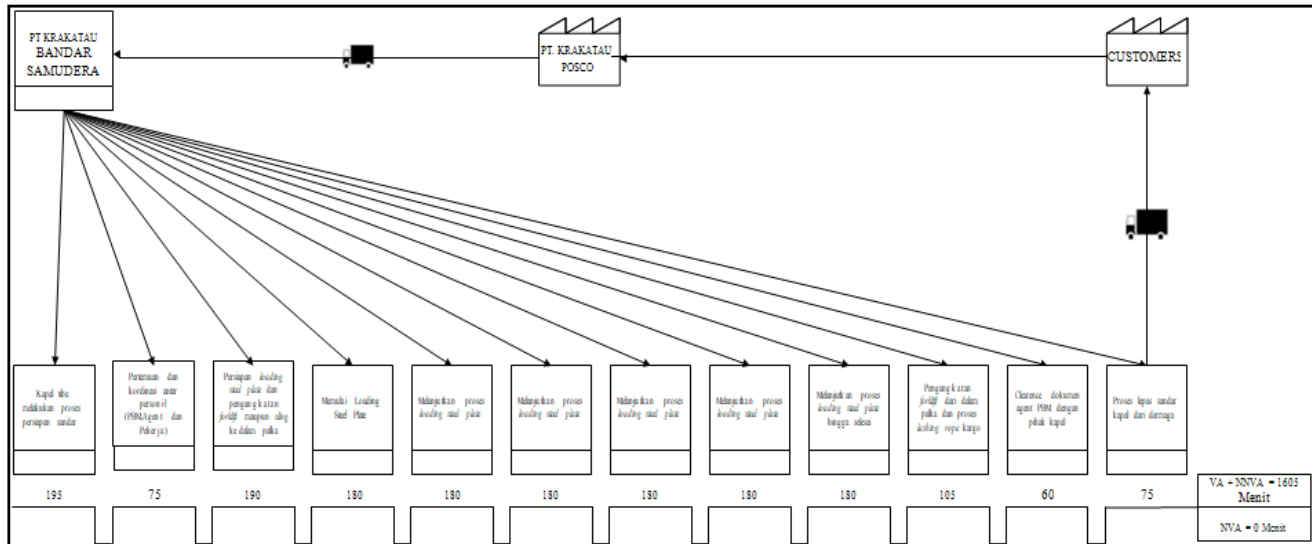 PT KRAKATAU
BANDAR
SAMUDERA
PT. KRAKATAU
POSCO
CUSTOMERS
Kapal tiba
melakukan proses
persiapan sandar
Pertemuan dan
kordinasi antar
personil
(PBM,Agent dan
Pekerja)
Persiapan loading
steel plate dan
pengangkatan
forklift maupun sling
ke dalam palka
Memulai Loading
Steel Plate
Melanjutkan proses
loading steel plate
Melanjutkan proses
loading steel plate
Melanjutkan proses
loading steel plate
Melanjutkan proses
loading steel plate
Melanjutkan proses
loading steel plate
hingga selesai
Pengangkatan
forklift dari dalam
palka dan proses
lashing rope kargo
Clearence dokumen
agent PBM dengan
pihak kapal
Proses lepas sandar
kapal dari dermaga
195
75
190
180
180
180
180
180
180
105
60
75
VA + NNVA = 1605
Menit
NVA = 0 Menit